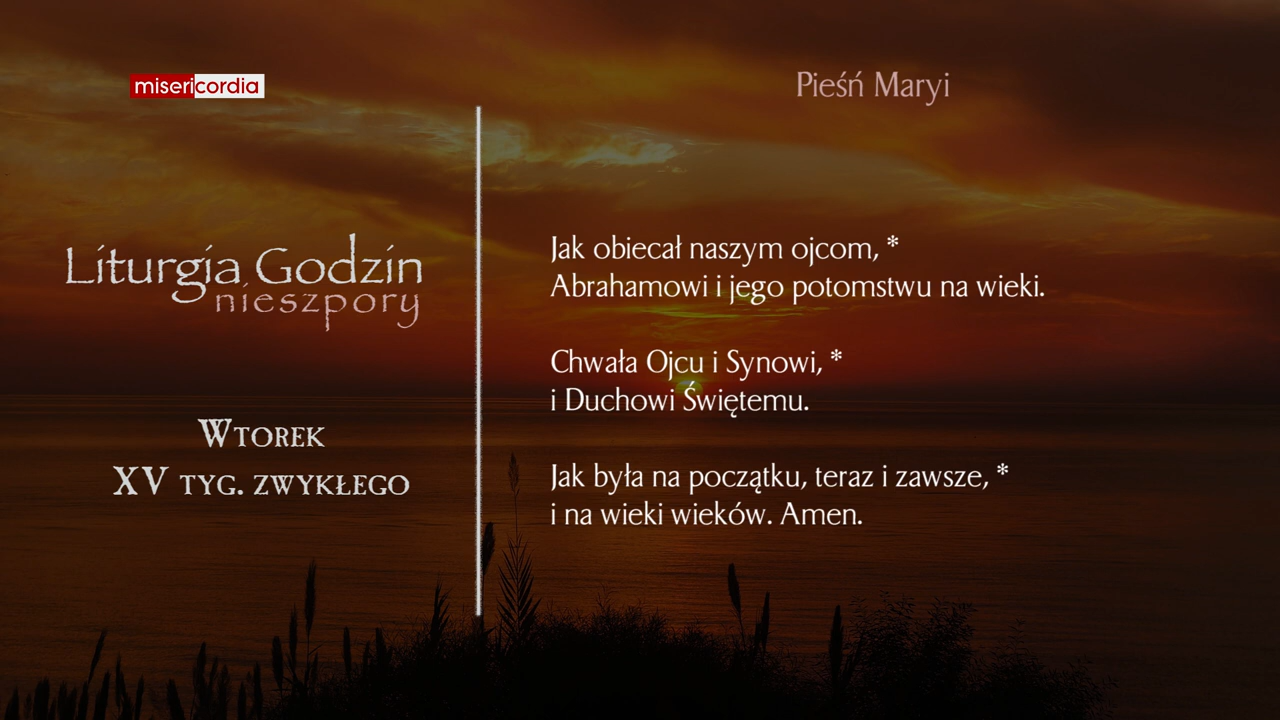 misericordia
Liturgia Godzin
nieszpory
Wtorek
XV tyg. zwykłego
Pieśń Maryi
Jak obiecał naszym ojcom, *
Abrahamowi i jego potomstwu na wieki.
Chwała Ojcu i Synowi, *
i Duchowi Świętemu.
Jak była na początku, teraz i zawsze, *
i na wieki wieków. Amen.